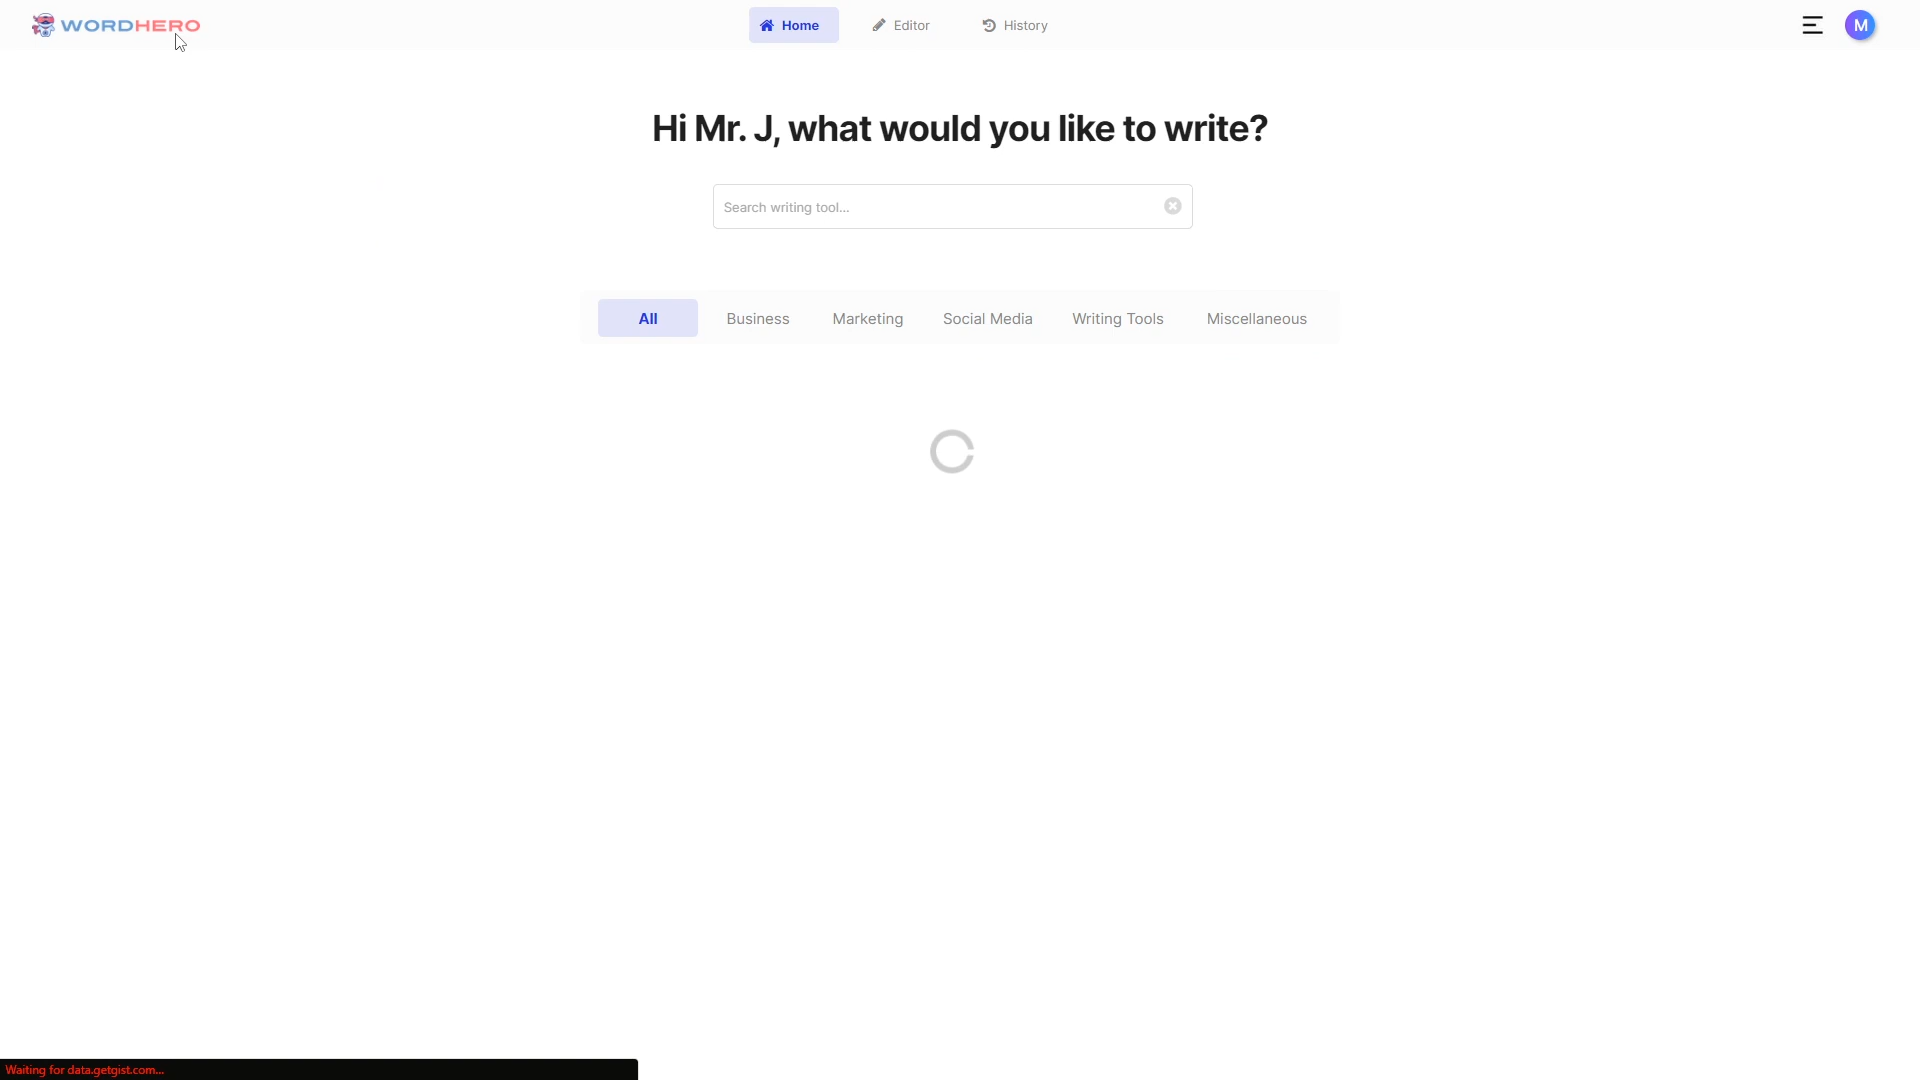 WORDHERO
Home
Editor
History
M
Hi Mr. J, what would you like to write?
Search writing tool...
All
Business
Marketing
Social Media
Writing Tools
Miscellaneous
Waiting for data.getgist.com...